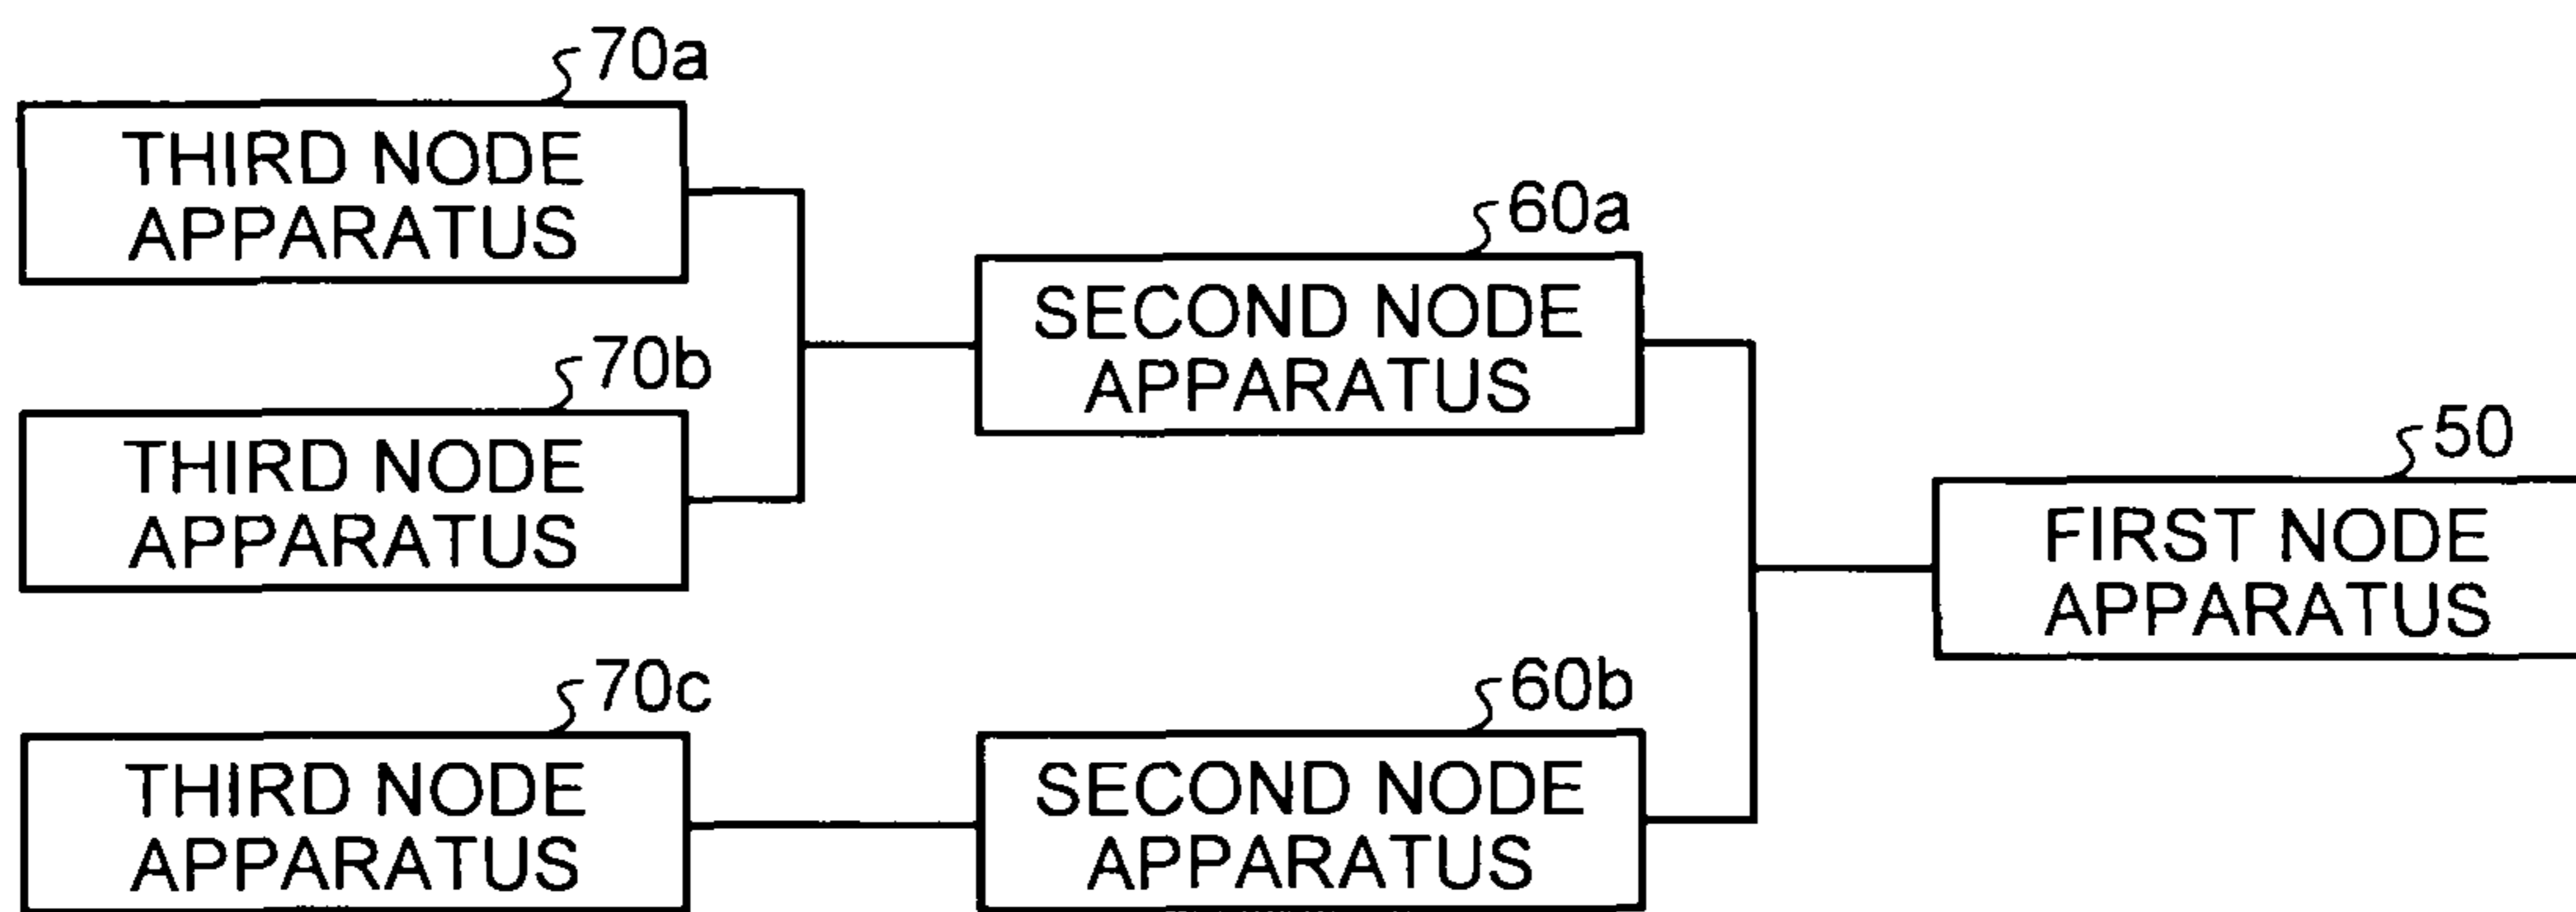 70a
THIRD NODE
APPARATUS
60a
SECOND NODE
APPARATUS
70b
THIRD NODE
APPARATUS
50
FIRST NODE
APPARATUS
70c
THIRD NODE
APPARATUS
60b
SECOND NODE
APPARATUS